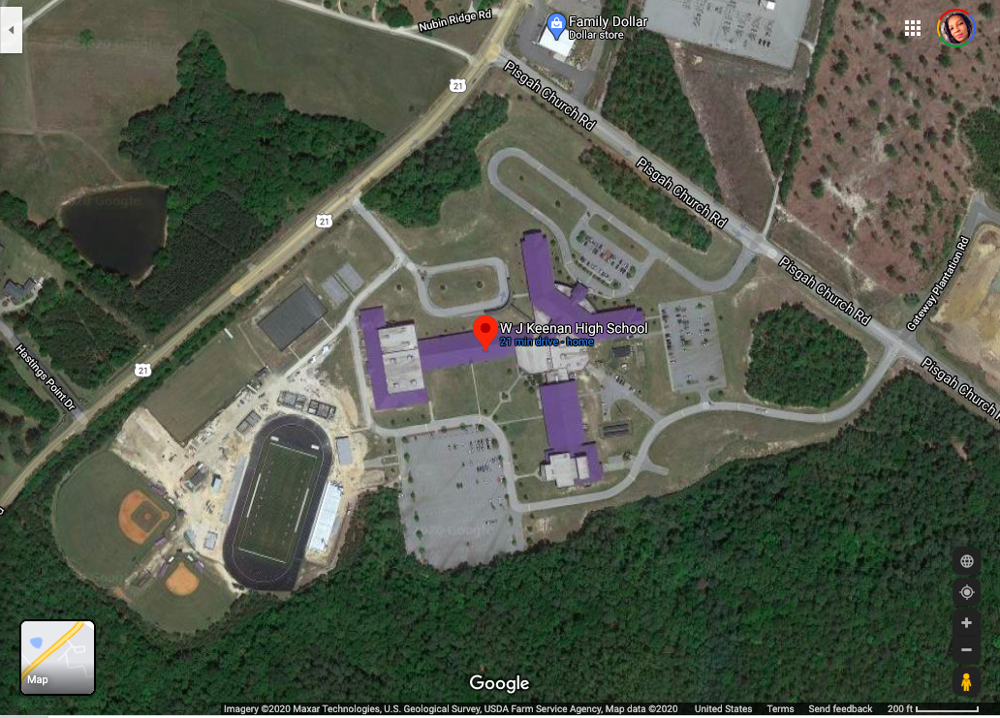 Nubin Ridge Rd
Family Dollar
Dollar store
21
Pisgah Church Rd
Pisgah Church Rd
21
Pisgah Church Rd
Gateway Plantation Rd
W J Keenan High School
21 min drive - home
Hastings Point Dr
21
Pisgah Church R
Map
Google
Imagery ©2020 Maxar Technologies, U.S. Geological Survey, USDA Farm Service Agency, Map data ©2020
United States
Terms
Send feedback
200 ft